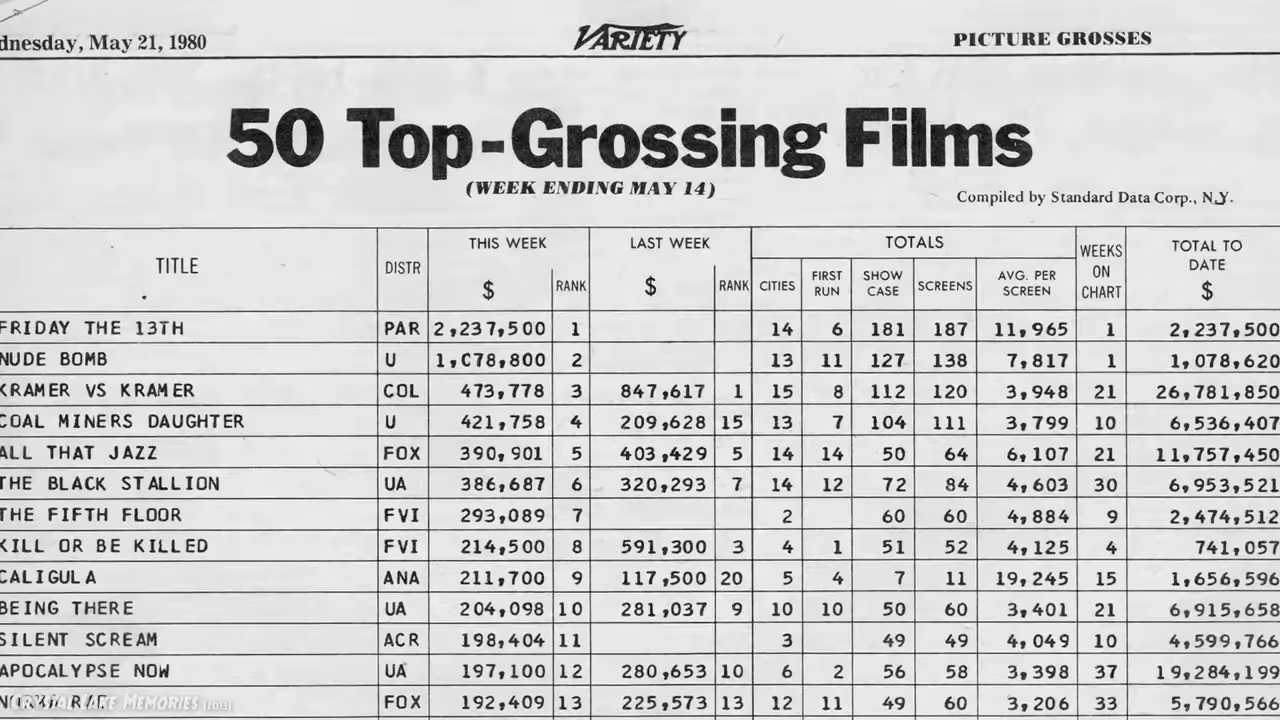 dnesday, May 21, 1980 VARIETY PICTURE GROSSES
50 Top-Grossing Films
(WEEK ENDING MAY 14)
Compiled by Standard Data Corp., N.Y.
TITLE DISTR THIS WEEK $ RANK LAST WEEK $ RANK TOTALS CITIES FIRST RUN SHOW CASE SCREENS AVG. PER SCREEN WEEKS ON CHART TOTAL TO DATE $
FRIDAY THE 13TH PAR 2,237,500 1 14 6 181 187 11,965 1 2,237,500
NUDE BOMB U 1,C78,800 2 13 11 127 138 7,817 1 1,078,620
KRAMER VS KRAMER COL 473,778 3 847,617 1 15 8 112 120 3,948 21 26,781,850
COAL MINERS DAUGHTER U 421,758 4 209,628 15 13 7 104 111 3,799 10 6,536,407
ALL THAT JAZZ FOX 390,901 5 403,429 5 14 14 50 64 6,107 21 11,757,450
THE BLACK STALLION UA 386,687 6 320,293 7 14 12 72 84 4,603 30 6,953,521
THE FIFTH FLOOR FVI 293,089 7 2 60 60 4,884 9 2,474,512
KILL OR BE KILLED FVI 214,500 8 591,300 3 4 1 51 52 4,125 4 741,057
CALIGULA ANA 211,700 9 117,500 20 5 4 7 11 19,245 15 1,656,596
BEING THERE UA 204,098 10 281,037 9 10 10 50 60 3,401 21 6,915,658
SILENT SCREAM ACR 198,404 11 3 49 49 4,049 10 4,599,766
APOCALYPSE NOW UA 197,100 12 280,653 10 6 2 56 58 3,398 37 19,284,199
FOX 192,409 13 225,573 13 12 11 49 60 3,206 33 5,790,566
CRYSTAL LAKE MEMORIES [2013]